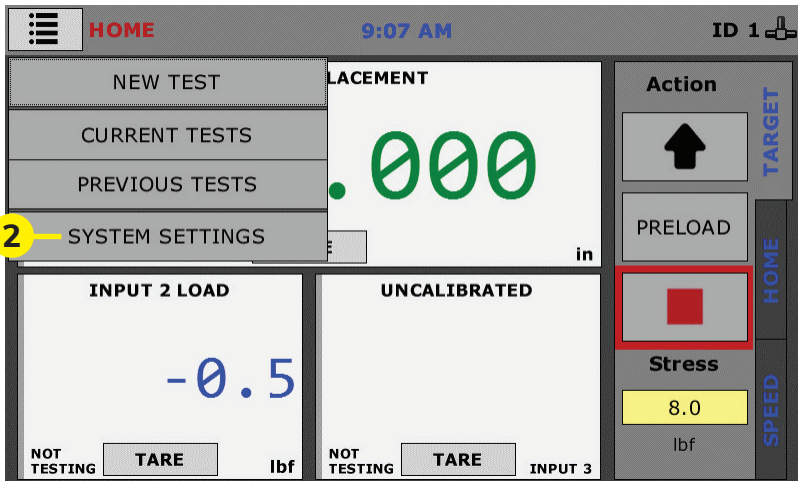 HOME
9:07 AM
ID 1
NEW TEST
CURRENT TESTS
PREVIOUS TESTS
2
SYSTEM SETTINGS
LACEMENT
.000
E
in
INPUT 2 LOAD
-0.5
NOT TESTING
TARE
lbf
UNCALIBRATED
NOT TESTING
TARE
INPUT 3
Action
PRELOAD
Stress
8.0
lbf
TARGET
HOME
SPEED